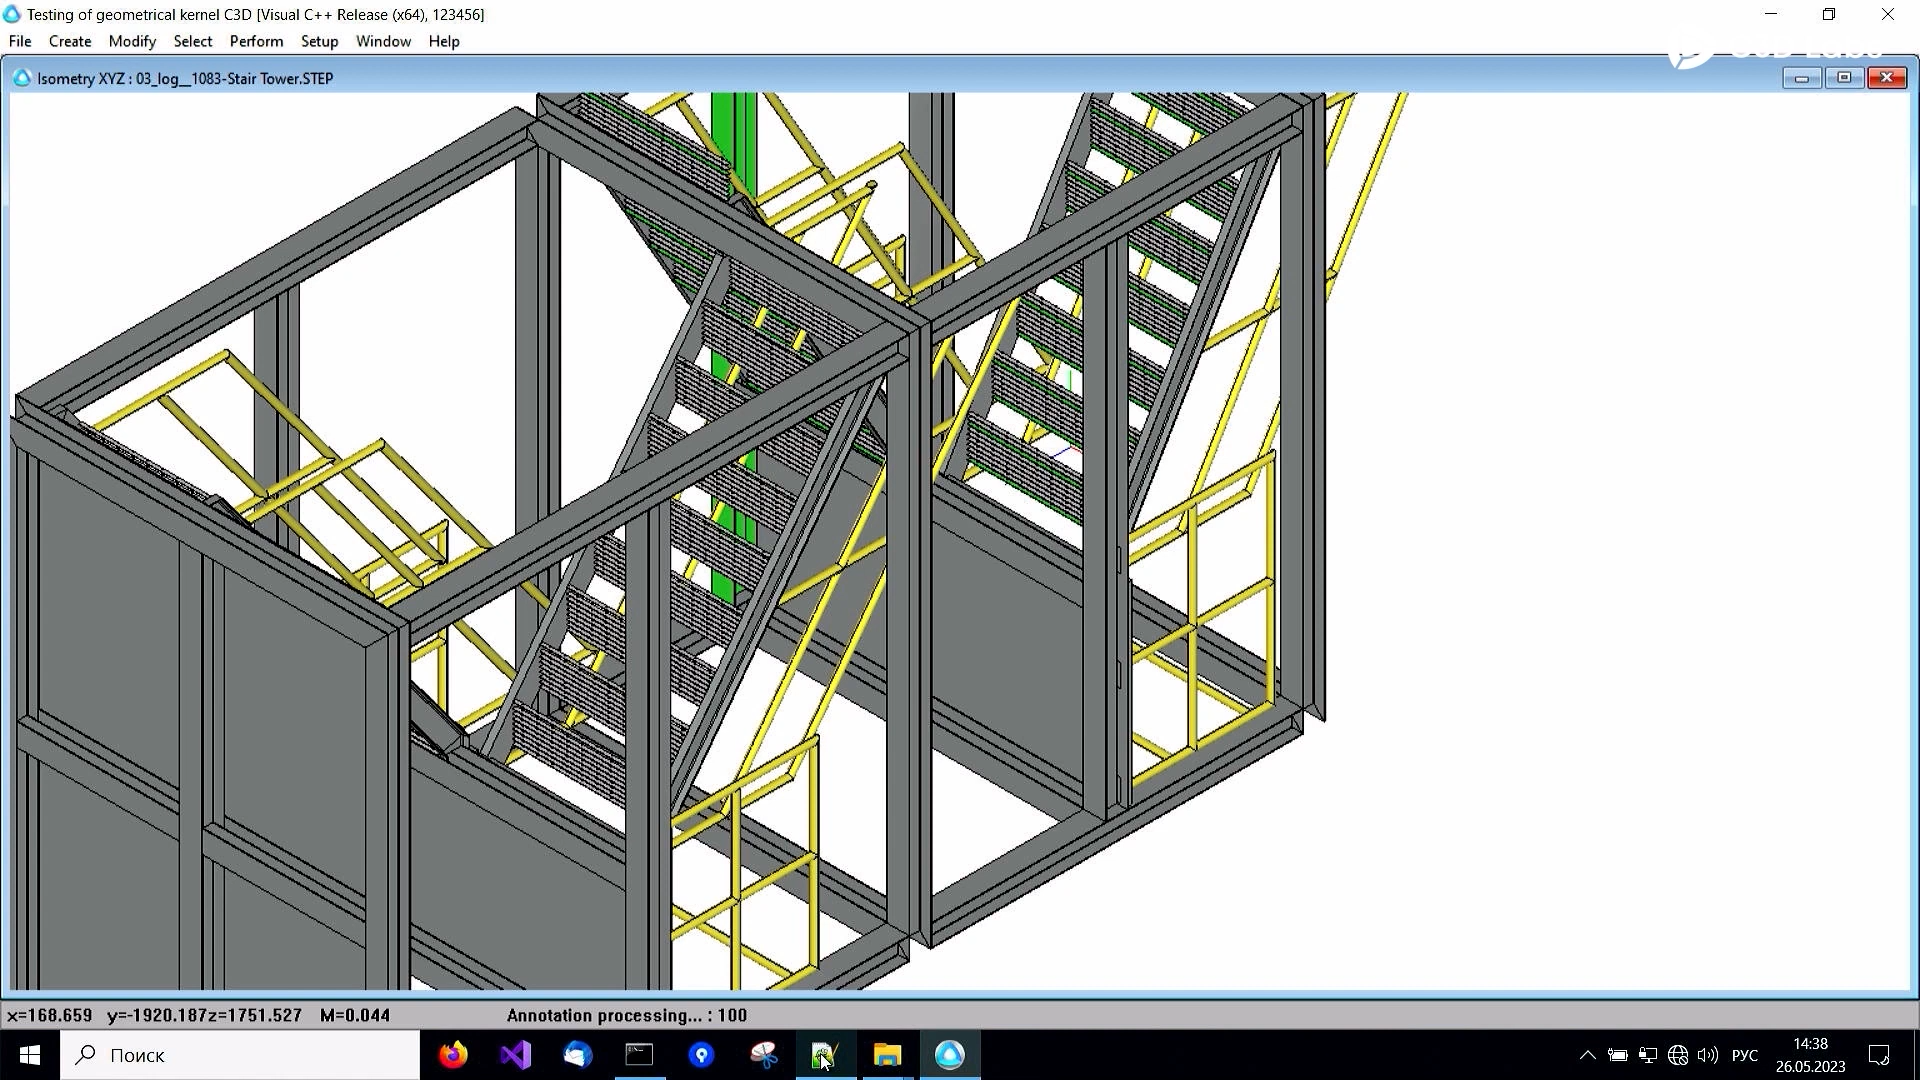 Testing of geometrical kernel C3D [Visual C++ Release (x64), 123456]
File Create Modify Select Perform Setup Window Help
Isometry XYZ : 03_log__1083-Stair Tower.STEP
x=168.659 y=-1920.187z=1751.527 M=0.044 Annotation processing... : 100
Поиск
РУС
14:38
26.05.2023